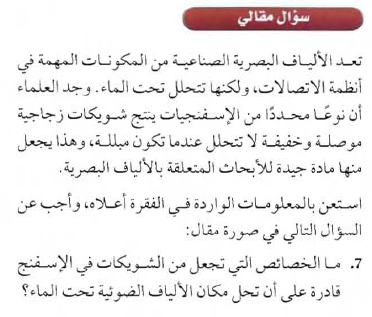 سؤال مقالي
تعد الألياف البصرية الصناعية من المكونات المهمة في
أنظمة الاتصالات، ولكنها تتحلل تحت الماء. وجد العلماء
أن نوعًا محددًا من الإسفنجيات ينتج شويكات زجاجية
موصلة وخفيفة لا تتحلل عندما تكون مبللة، وهذا يجعل
منها مادة جيدة للأبحاث المتعلقة بالألياف البصرية.
استعن بالمعلومات الواردة في الفقرة أعلاه، وأجب عن
السؤال التالي في صورة مقال:
7. ما الخصائص التي تجعل من الشويكات في الإسفنج
قادرة على أن تحل مكان الألياف الضوئية تحت الماء؟